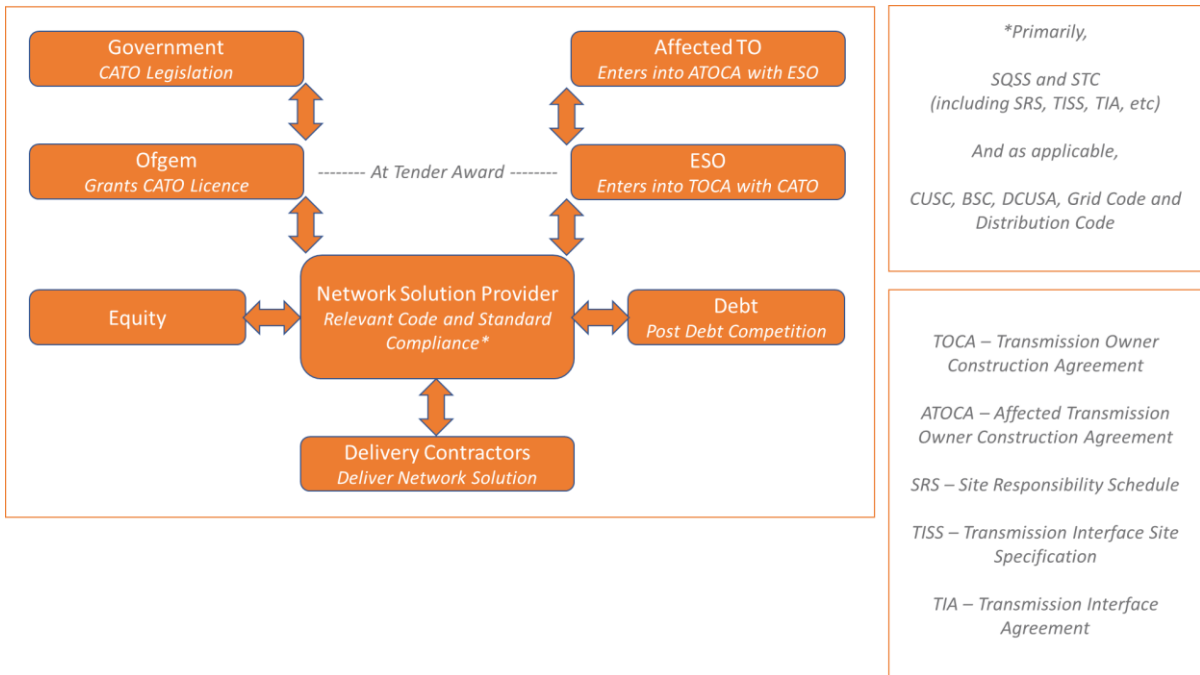 Government
CATO Legislation
Affected TO
Enters into ATOCA with ESO
Ofgem
Grants CATO Licence
-------- At Tender Award --------
ESO
Enters into TOCA with CATO
Equity
Network Solution Provider
Relevant Code and Standard
Compliance*
Debt
Post Debt Competition
Delivery Contractors
Deliver Network Solution
*Primarily,
SQSS and STC
(including SRS, TISS, TIA, etc)
And as applicable,
CUSC, BSC, DCUSA, Grid Code and
Distribution Code
TOCA – Transmission Owner
Construction Agreement
ATOCA – Affected Transmission
Owner Construction Agreement
SRS – Site Responsibility Schedule
TISS – Transmission Interface Site
Specification
TIA – Transmission Interface
Agreement